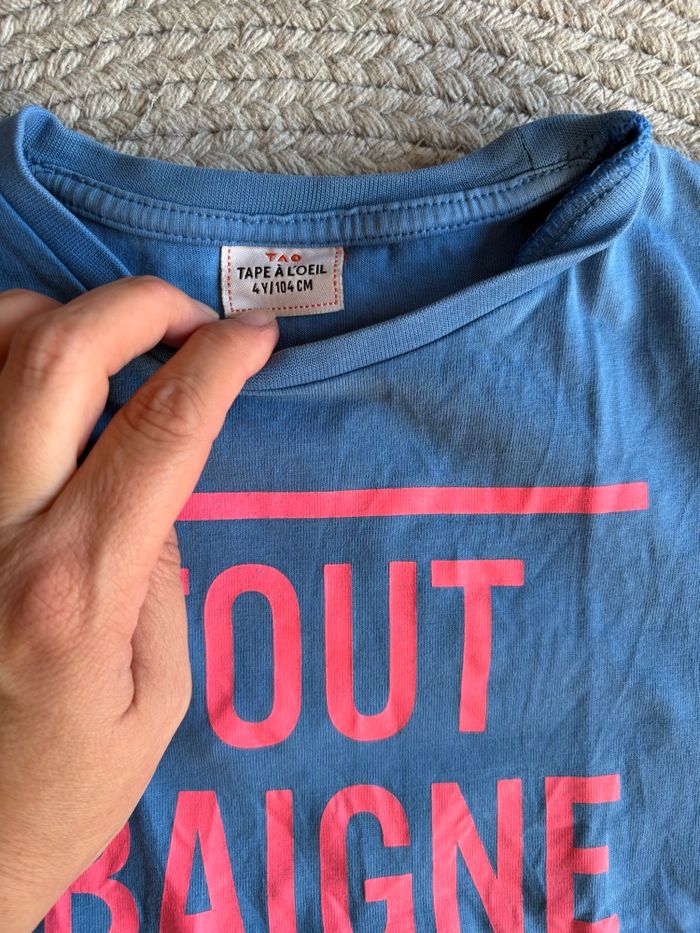 TAO
TAPE À L'OEIL
4Y/104 CM
TOUT
BAIGNE